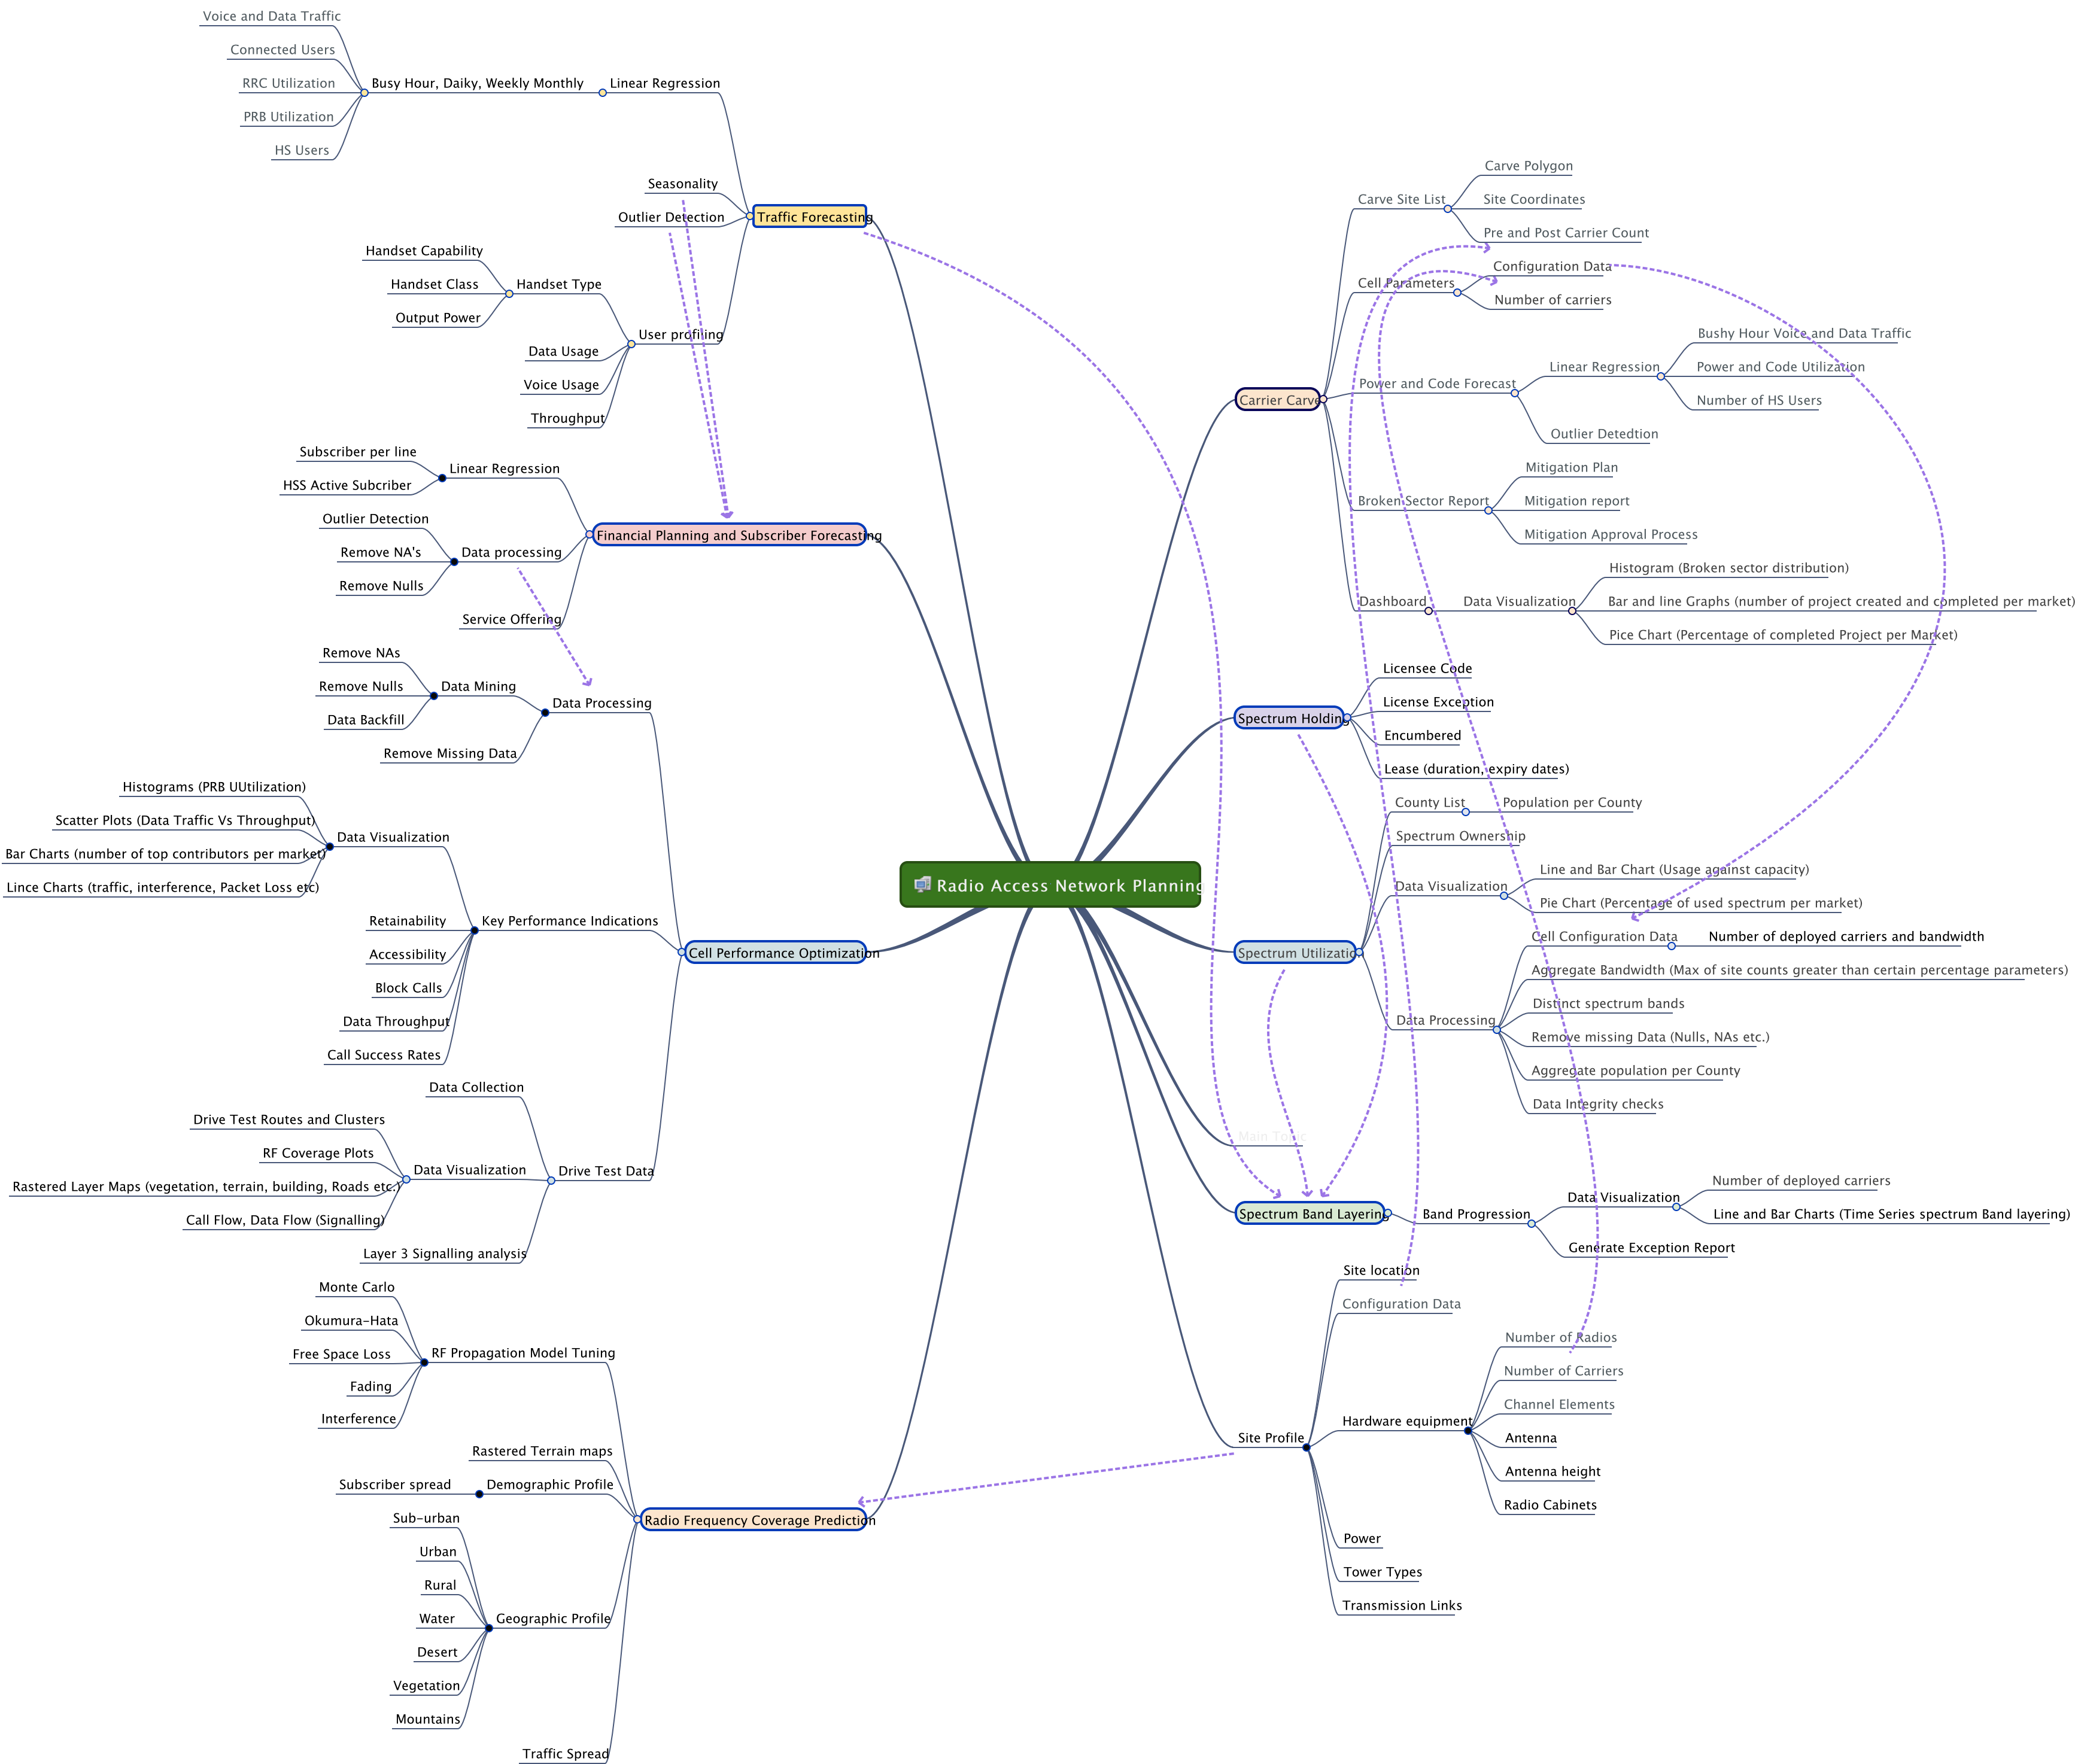 Voice and Data Traffic
Connected Users
RRC Utilization
PRB Utilization
HS Users
Busy Hour, Daiky, Weekly Monthly
Linear Regression
Seasonality
Outlier Detection
Traffic Forecasting
Handset Capability
Handset Class
Output Power
Handset Type
Data Usage
Voice Usage
Throughput
User profiling
Subscriber per line
HSS Active Subcriber
Linear Regression
Outlier Detection
Remove NA's
Remove Nulls
Data processing
Service Offering
Financial Planning and Subscriber Forecasting
Remove NAs
Remove Nulls
Data Backfill
Data Mining
Remove Missing Data
Data Processing
Histograms (PRB UUtilization)
Scatter Plots (Data Traffic Vs Throughput)
Bar Charts (number of top contributors per market)
Lince Charts (traffic, interference, Packet Loss etc)
Data Visualization
Retainability
Accessibility
Block Calls
Data Throughput
Call Success Rates
Key Performance Indications
Cell Performance Optimization
Data Collection
Drive Test Routes and Clusters
RF Coverage Plots
Rastered Layer Maps (vegetation, terrain, building, Roads etc.)
Call Flow, Data Flow (Signalling)
Data Visualization
Drive Test Data
Layer 3 Signalling analysis
Monte Carlo
Okumura-Hata
Free Space Loss
Fading
Interference
RF Propagation Model Tuning
Rastered Terrain maps
Subscriber spread
Demographic Profile
Radio Frequency Coverage Prediction
Sub-urban
Urban
Rural
Water
Desert
Vegetation
Mountains
Geographic Profile
Traffic Spread
Radio Access Network Planning
Carrier Carve
Carve Site List
Carve Polygon
Site Coordinates
Pre and Post Carrier Count
Cell Parameters
Configuration Data
Number of carriers
Power and Code Forecast
Linear Regression
Bushy Hour Voice and Data Traffic
Power and Code Utilization
Number of HS Users
Outlier Detedtion
Broken Sector Report
Mitigation Plan
Mitigation report
Mitigation Approval Process
Dashboard
Data Visualization
Histogram (Broken sector distribution)
Bar and line Graphs (number of project created and completed per market)
Pice Chart (Percentage of completed Project per Market)
Spectrum Holding
Licensee Code
License Exception
Encumbered
Lease (duration, expiry dates)
Spectrum Utilizatio
County List
Population per County
Spectrum Ownership
Data Visualization
Line and Bar Chart (Usage against capacity)
Pie Chart (Percentage of used spectrum per market)
Data Processing
Cell Configuration Data
Number of deployed carriers and bandwidth
Aggregate Bandwidth (Max of site counts greater than certain percentage parameters)
Distinct spectrum bands
Remove missing Data (Nulls, NAs etc.)
Aggregate population per County
Data Integrity checks
Main Topic
Spectrum Band Layering
Band Progression
Data Visualization
Number of deployed carriers
Line and Bar Charts (Time Series spectrum Band layering)
Generate Exception Report
Site Profile
Site location
Configuration Data
Hardware equipment
Number of Radios
Number of Carriers
Channel Elements
Antenna
Antenna height
Radio Cabinets
Power
Tower Types
Transmission Links